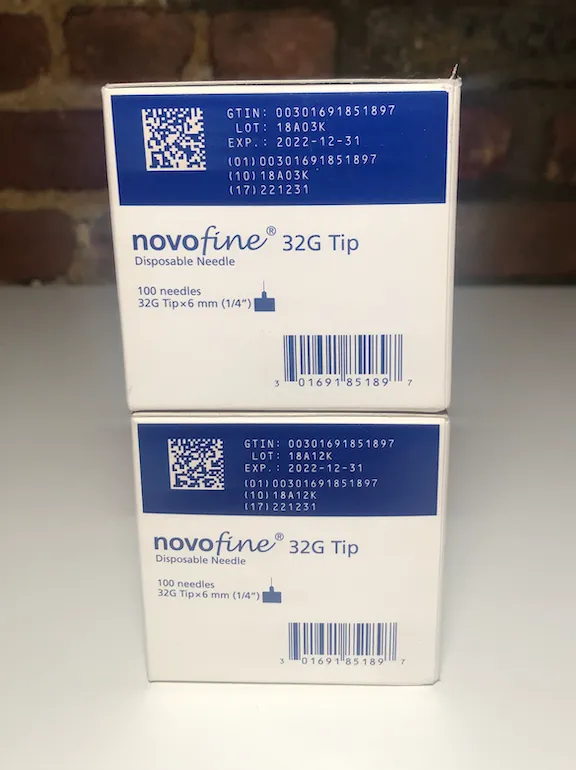 GTIN: 00301691851897
LOT: 18A03K
EXP.: 2022-12-31
(01)00301691851897
(10)18A03K
(17)221231
novofine® 32G Tip
Disposable Needle
100 needles
32G Tip×6 mm (1/4")
3 01691 85189 7
GTIN: 00301691851897
LOT: 18A12K
EXP.: 2022-12-31
(01)00301691851897
(10)18A12K
(17)221231
novofine® 32G Tip
Disposable Needle
100 needles
32G Tip×6 mm (1/4")
3 01691 85189 7